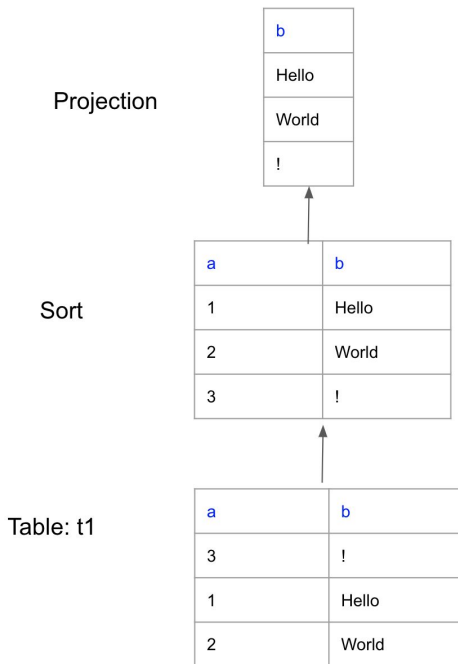 b
Hello
Projection
World
!
a b
1 Hello
Sort
2 World
3 !
Table: t1
a b
3 !
1 Hello
2 World